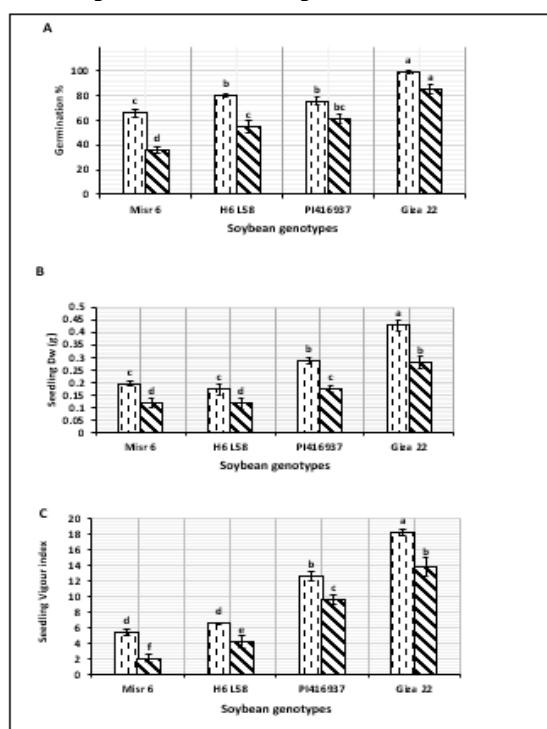 A
Germination %
100
80
60
40
20
0
c
d
b
c
b
bc
a
a
Misr 6 H6 L58 PI416937 Giza 22
Soybean genotypes
B
Seedling Dw (g)
0.5
0.45
0.4
0.35
0.3
0.25
0.2
0.15
0.1
0.05
0
c
d
c
d
b
c
a
b
Misr 6 H6 L58 PI416937 Giza 22
Soybean genotypes
C
Seedling Vigour index
20
18
16
14
12
10
8
6
4
2
0
d
f
d
e
b
c
a
b
Misr 6 H6 L58 PI416937 Giza 22
Soybean genotypes